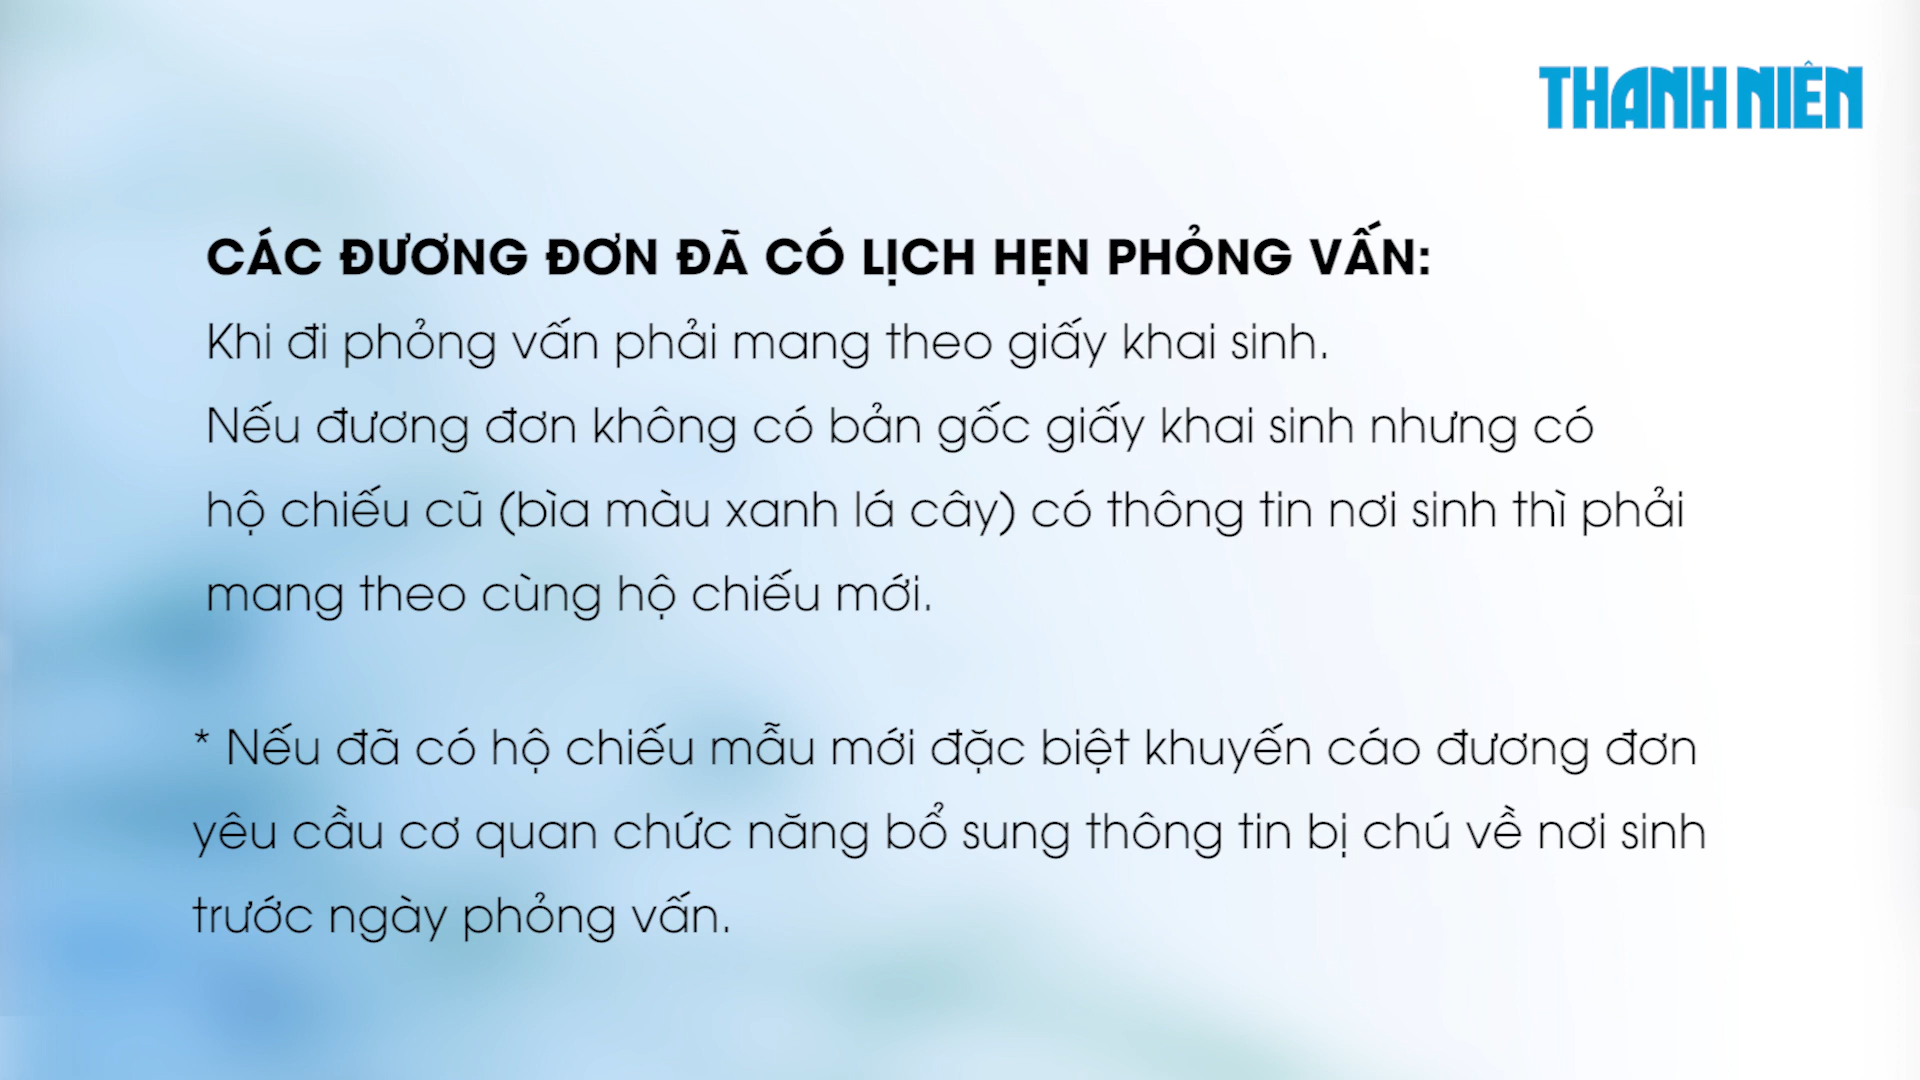 THANH NIÊN
CÁC ĐƯƠNG ĐƠN ĐÃ CÓ LỊCH HẸN PHỎNG VẤN:
Khi đi phỏng vấn phải mang theo giấy khai sinh.
Nếu đương đơn không có bản gốc giấy khai sinh nhưng có
hộ chiếu cũ (bìa màu xanh lá cây) có thông tin nơi sinh thì phải
mang theo cùng hộ chiếu mới.
* Nếu đã có hộ chiếu mẫu mới đặc biệt khuyến cáo đương đơn
yêu cầu cơ quan chức năng bổ sung thông tin bị chú về nơi sinh
trước ngày phỏng vấn.